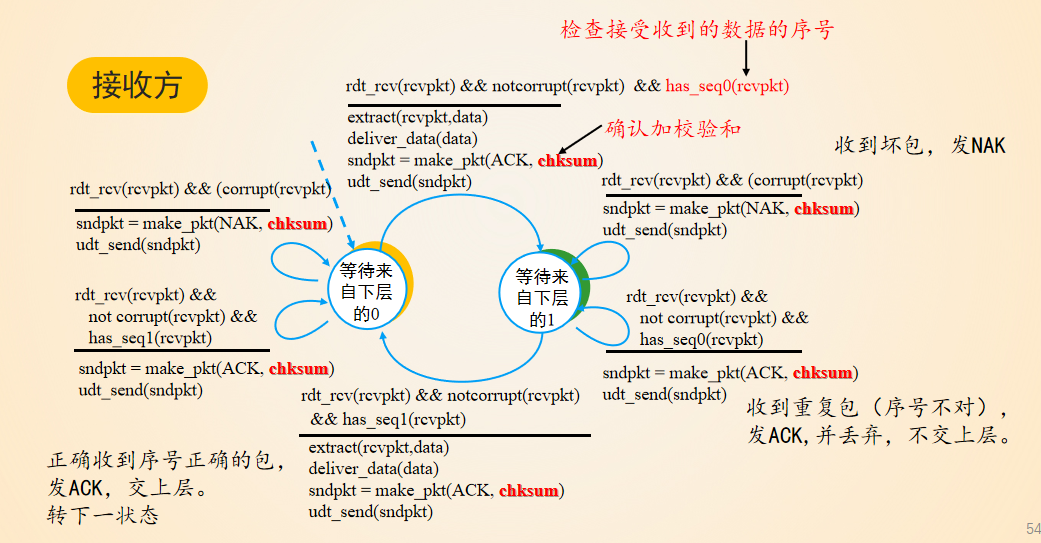 检查接受收到的数据的序号
接收方
rdt_rcv(rcvpkt) && notcorrupt(rcvpkt) && has_seq0(rcvpkt)
extract(rcvpkt,data)
deliver_data(data)
sndpkt = make_pkt(ACK, chksum)
udt_send(sndpkt)
确认加校验和
收到坏包，发NAK
rdt_rcv(rcvpkt) && (corrupt(rcvpkt)
sndpkt = make_pkt(NAK, chksum)
udt_send(sndpkt)
rdt_rcv(rcvpkt) && (corrupt(rcvpkt)
sndpkt = make_pkt(NAK, chksum)
udt_send(sndpkt)
等待来
自下层
的0
等待来
自下层
的1
rdt_rcv(rcvpkt) &&
not corrupt(rcvpkt) &&
has_seq1(rcvpkt)
sndpkt = make_pkt(ACK, chksum)
udt_send(sndpkt)
rdt_rcv(rcvpkt) &&
not corrupt(rcvpkt) &&
has_seq0(rcvpkt)
sndpkt = make_pkt(ACK, chksum)
udt_send(sndpkt)
收到重复包（序号不对），
发ACK,并丢弃，不交上层。
rdt_rcv(rcvpkt) && notcorrupt(rcvpkt)
&& has_seq1(rcvpkt)
extract(rcvpkt,data)
deliver_data(data)
sndpkt = make_pkt(ACK, chksum)
udt_send(sndpkt)
正确收到序号正确的包，
发ACK，交上层。
转下一状态
54